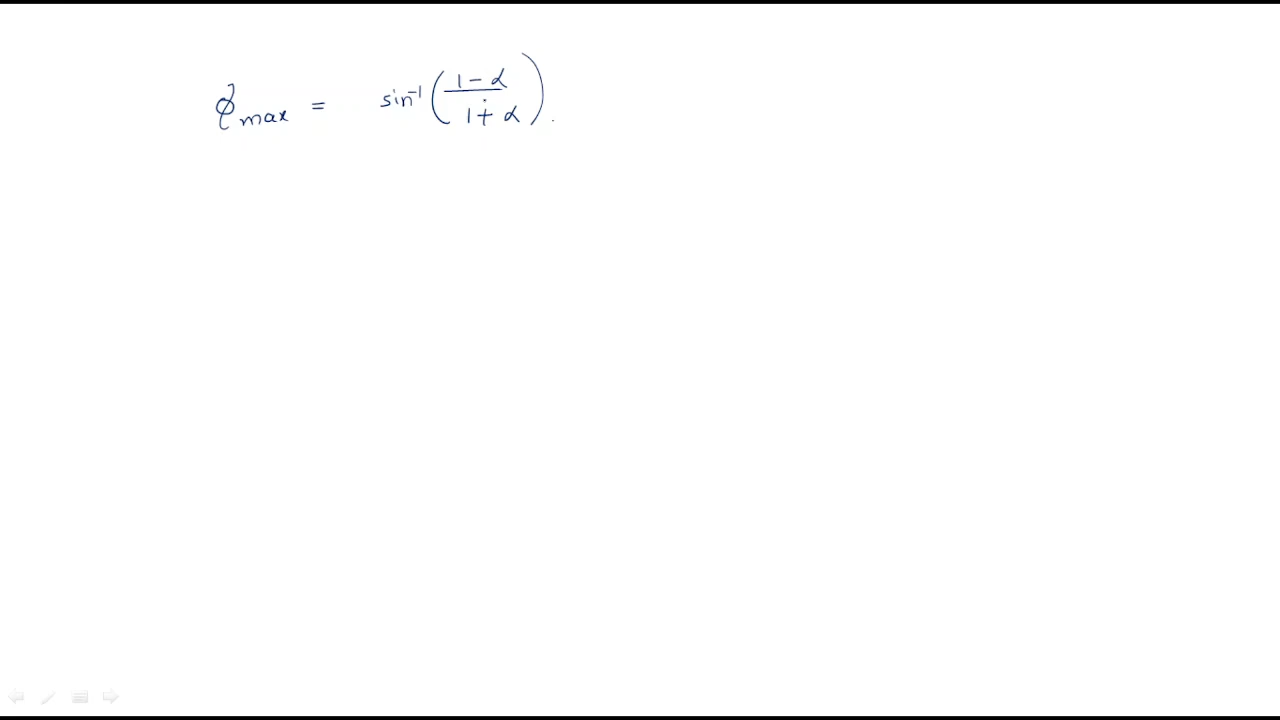 ϕmax = sin⁻¹((1-α)/(1+α)).